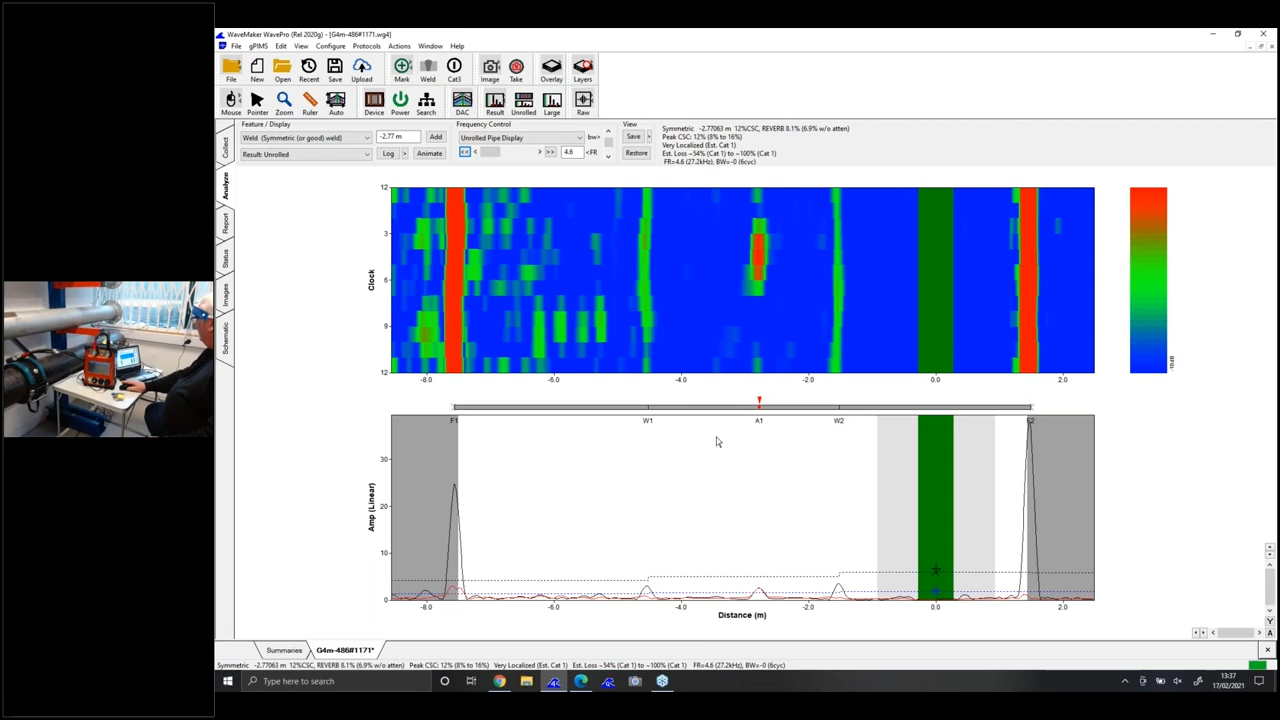 WaveMaker WavePro (Rel 2020g) - [G4m-486#1171.wg4]
File gPIMS Edit View Configure Protocols Actions Window Help
File New Open Recent Save Upload Mark Weld Cat3 Image Take Overlay Layers
Mouse Pointer Zoom Ruler Auto Device Power Search DAC Result Unrolled Large Raw
Feature / Display Frequency Control View
Weld (Symmetric (or good) weld) -2.77 m Add Unrolled Pipe Display bw> Save >
Result: Unrolled Log > Animate << < > >> 4.6 <FR Restore
Symmetric -2.77063 m 12%CSC, REVERB 8.1% (6.9% w/o atten)
Peak CSC: 12% (8% to 16%)
Very Localized (Est. Cat 1)
Est. Loss ~54% (Cat 1) to ~100% (Cat 1)
FR=4.6 (27.2kHz), BW=-0 (6cyc)
Collect
Analyze
Report
Status
Images
Schematic
12
3
Clock
6
9
12
-8.0 -6.0 -4.0 -2.0 0.0 2.0
-16dB
F1 W1 A1 W2 F2
30
20
Amp (Linear)
10
0
-8.0 -6.0 -4.0 -2.0 0.0 2.0
Distance (m)
Y
A
Summaries G4m-486#1171*
Symmetric -2.77063 m 12%CSC, REVERB 8.1% (6.9% w/o atten) Peak CSC: 12% (8% to 16%) Very Localized (Est. Cat 1) Est. Loss ~54% (Cat 1) to ~100% (Cat 1) FR=4.6 (27.2kHz), BW=-0 (6cyc)
Type here to search
13:37
17/02/2021